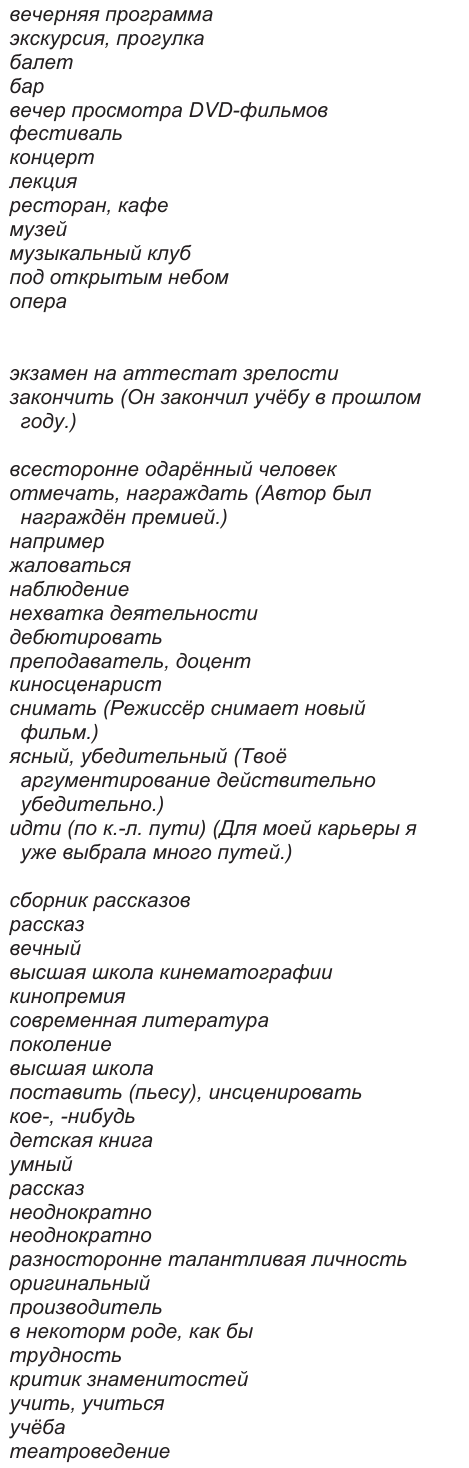 вечерняя программа
экскурсия, прогулка
балет
бар
вечер просмотра DVD-фильмов
фестиваль
концерт
лекция
ресторан, кафе
музей
музыкальный клуб
под открытым небом
опера
экзамен на аттестат зрелости
закончить (Он закончил учёбу в прошлом
году.)
всесторонне одарённый человек
отмечать, награждать (Автор был
награждён премией.)
например
жаловаться
наблюдение
нехватка деятельности
дебютировать
преподаватель, доцент
киносценарист
снимать (Режиссёр снимает новый
фильм.)
ясный, убедительный (Твоё
аргументирование действительно
убедительно.)
идти (по к.-л. пути) (Для моей карьеры я
уже выбрала много путей.)
сборник рассказов
рассказ
вечный
высшая школа кинематографии
кинопремия
современная литература
поколение
высшая школа
поставить (пьесу), инсценировать
кое-, -нибудь
детская книга
умный
рассказ
неоднократно
неоднократно
разносторонне талантливая личность
оригинальный
производитель
в некоторм роде, как бы
трудность
критик знаменитостей
учить, учиться
учёба
театроведение